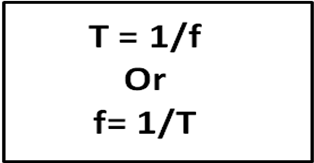 T = 1/f
Or
f= 1/T